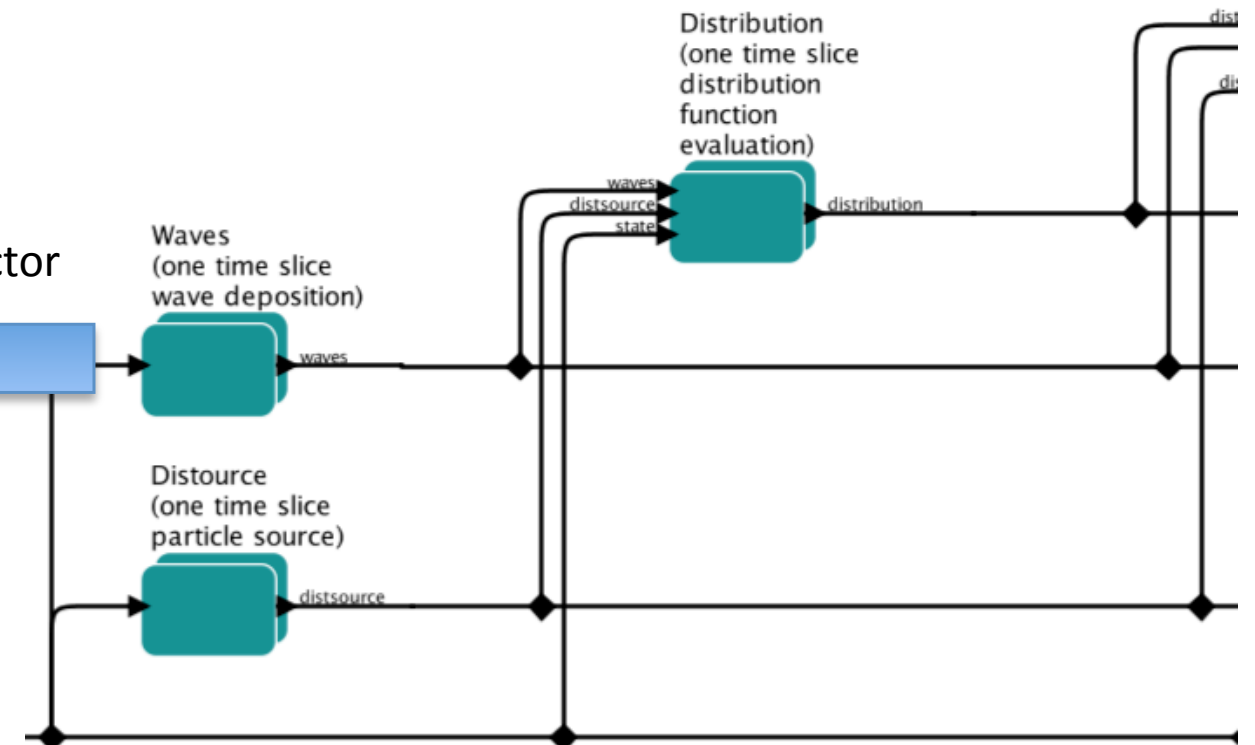 Distribution
(one time slice
distribution
function
evaluation)
waves
distsource
state
distribution
Waves
(one time slice
wave deposition)
waves
Distource
(one time slice
particle source)
distsource